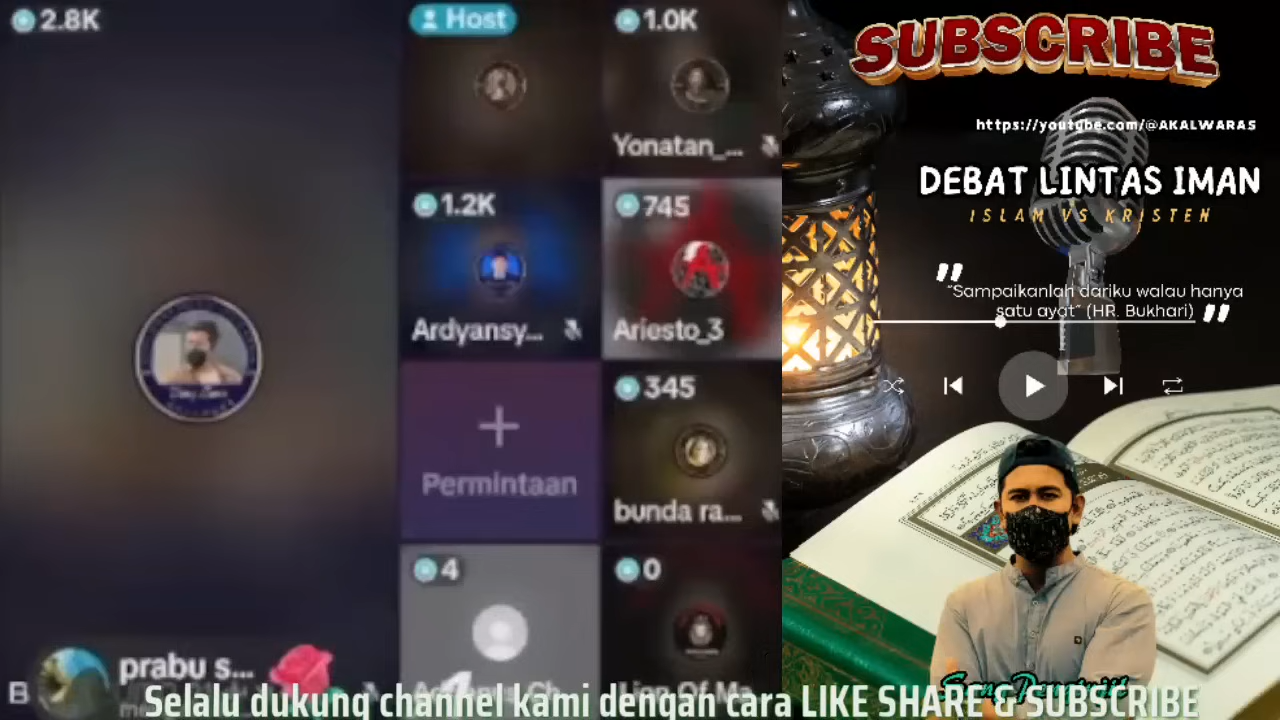 2.8K
Host
1.0K
Yonatan_...
1.2K
Ardyansy...
745
Ariesto_3
Permintaan
345
bunda ra...
4
0
prabu s...
B
Selalu dukung channel kami dengan cara LIKE SHARE & SUBSCRIBE
SUBSCRIBE
https://youtube.com/@AKALWARAS
DEBAT LINTAS IMAN
ISLAM VS KRISTEN
"Sampaikanlah dariku walau hanya
satu ayat" (HR. Bukhari)